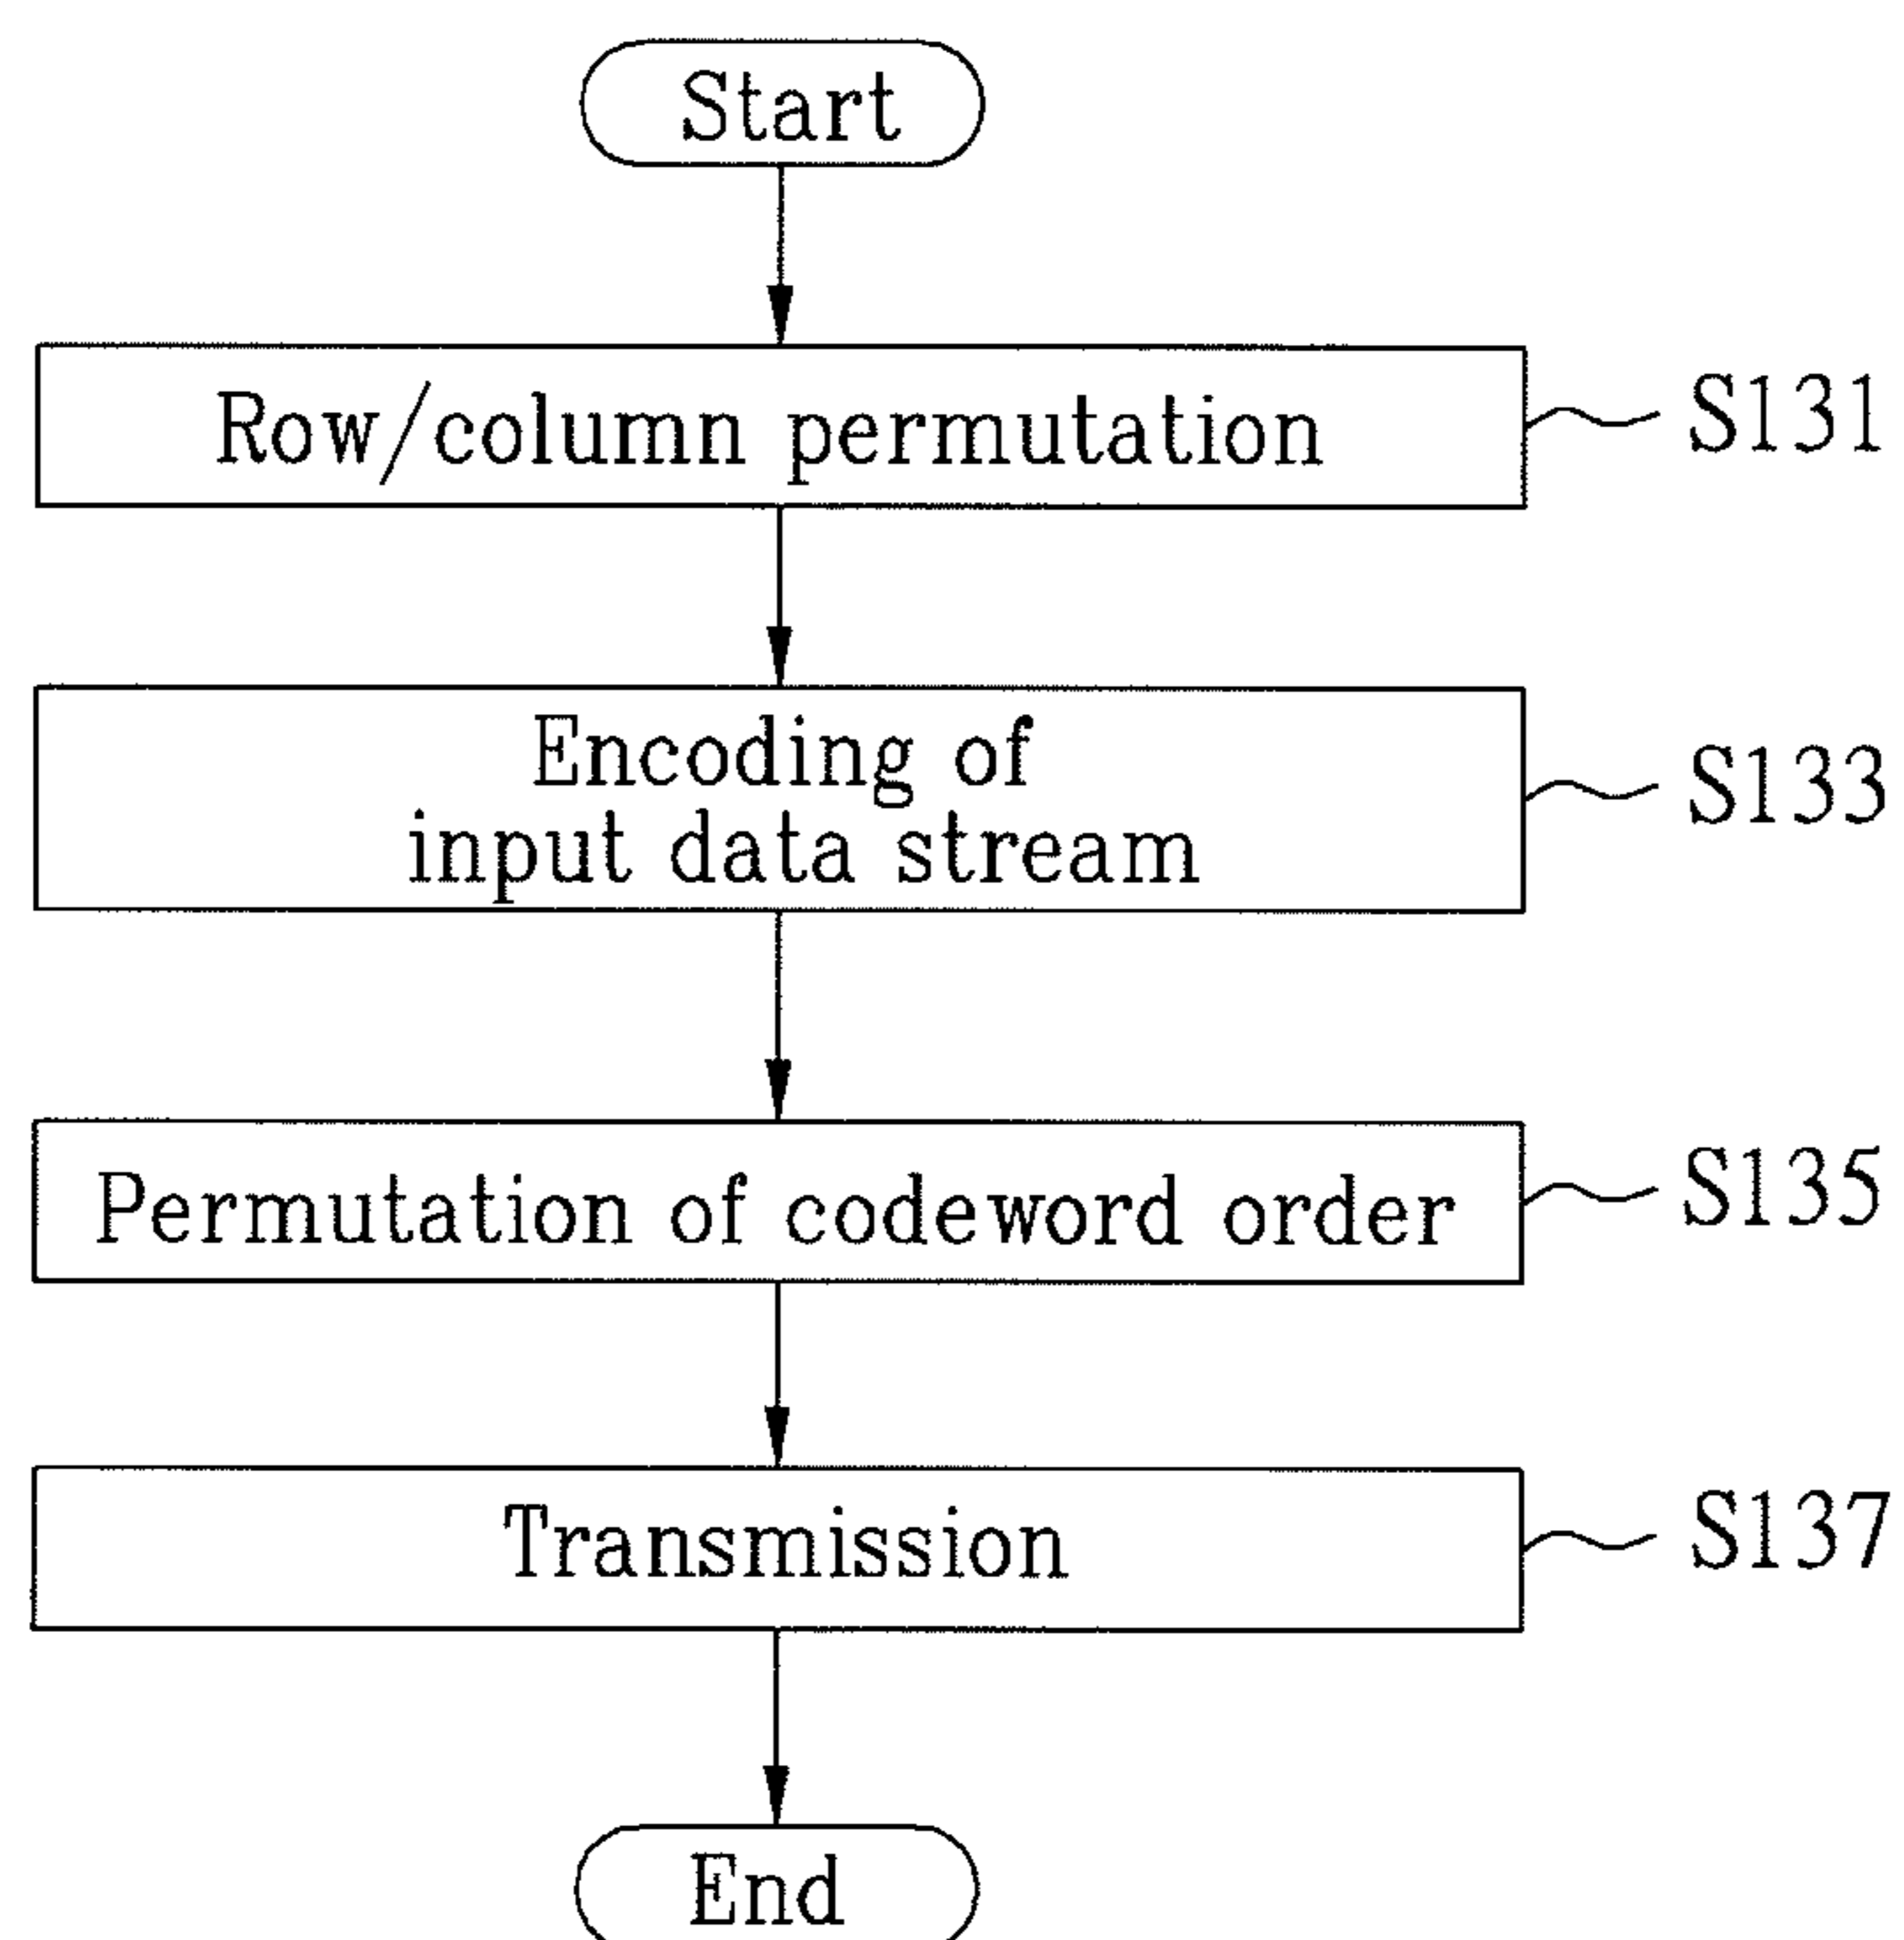 Start
Row/column permutation
S131
Encoding of
input data stream
S133
Permutation of codeword order
S135
Transmission
S137
End